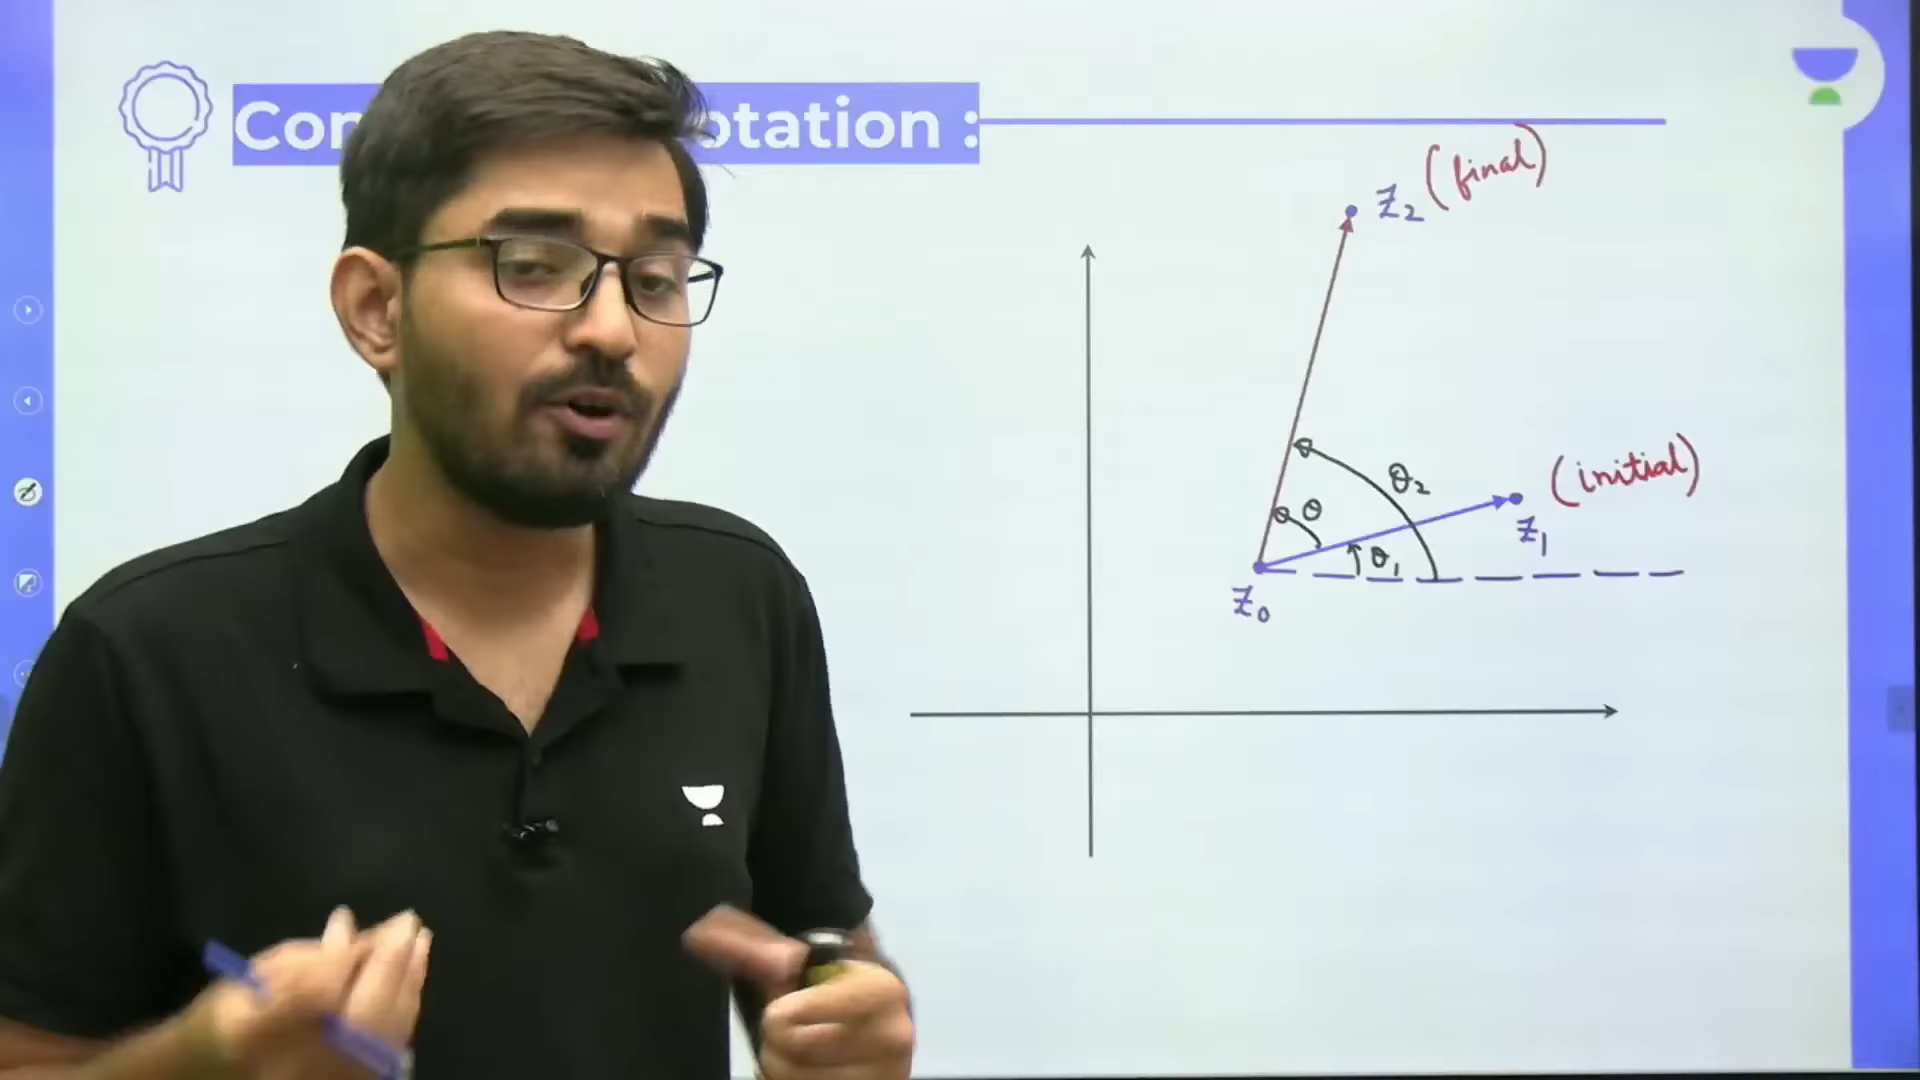 Con otation :
Z₂ (final)
θ₂
(initial)
θ
Z₁
θ₁
Z₀